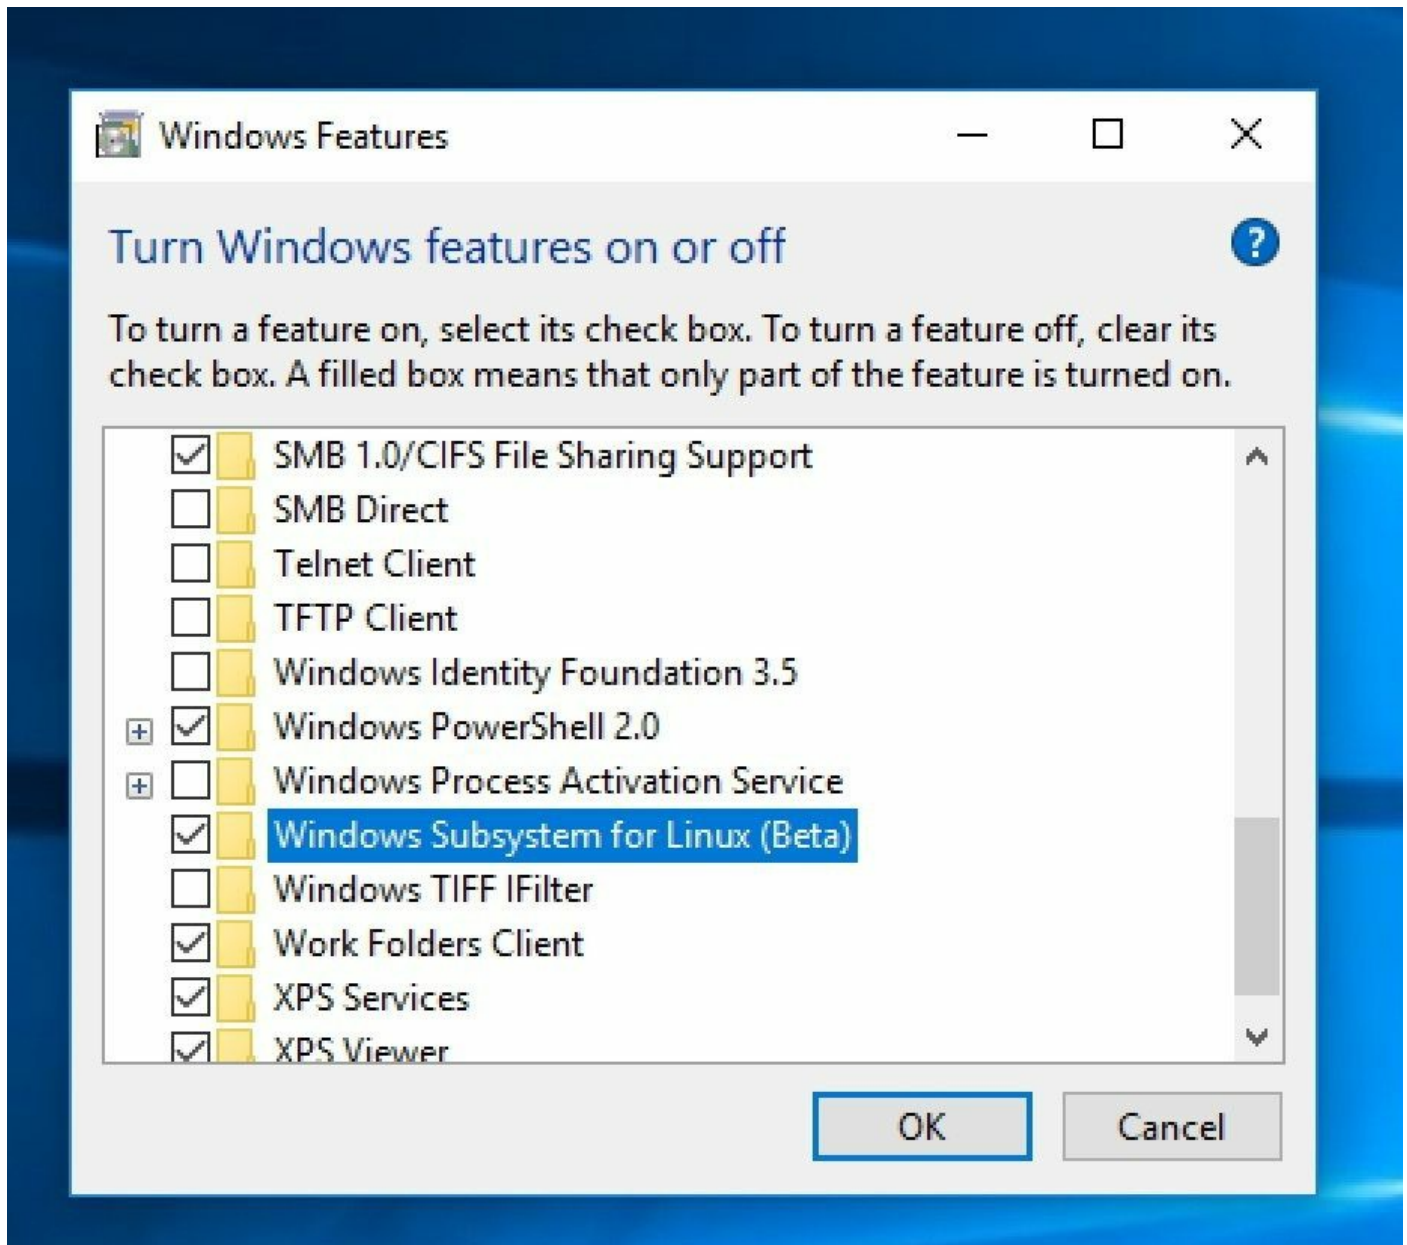 Windows Features
Turn Windows features on or off
?
To turn a feature on, select its check box. To turn a feature off, clear its
check box. A filled box means that only part of the feature is turned on.
SMB 1.0/CIFS File Sharing Support
SMB Direct
Telnet Client
TFTP Client
Windows Identity Foundation 3.5
Windows PowerShell 2.0
Windows Process Activation Service
Windows Subsystem for Linux (Beta)
Windows TIFF IFilter
Work Folders Client
XPS Services
XPS Viewer
OK
Cancel